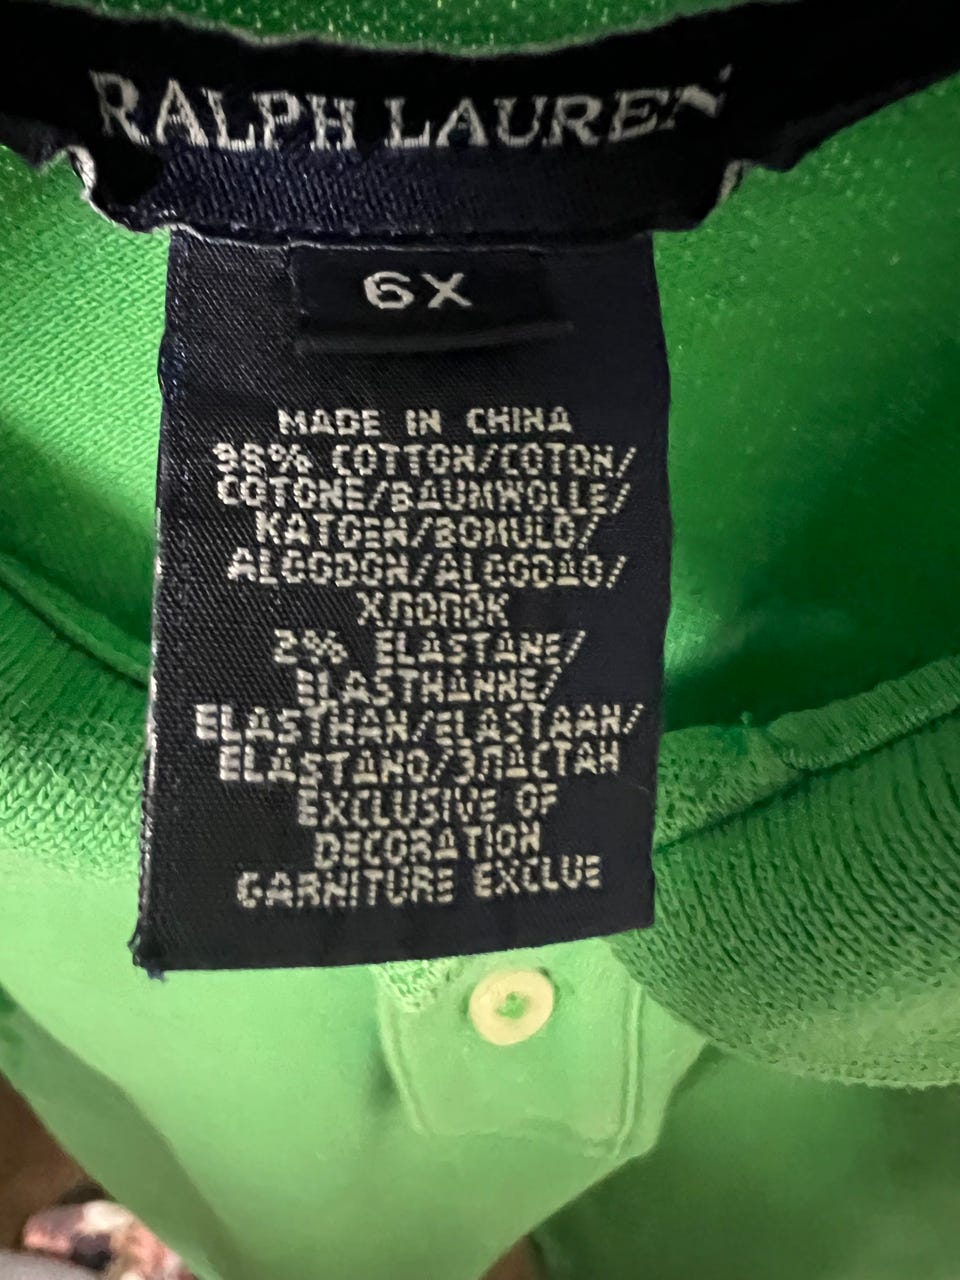 RALPH LAUREN
6X
MADE IN CHINA
98% COTTON/COTON/
COTONE/BAUMWOLLE/
KATOEN/BOMULD/
ALGODON/ALGODAO/
ХЛОПОК
2% ELASTANE/
ELASTHANNE/
ELASTHAN/ELASTAAN/
ELASTANO/ЭЛАСТАН
EXCLUSIVE OF
DECORATION
GARNITURE EXCLUE